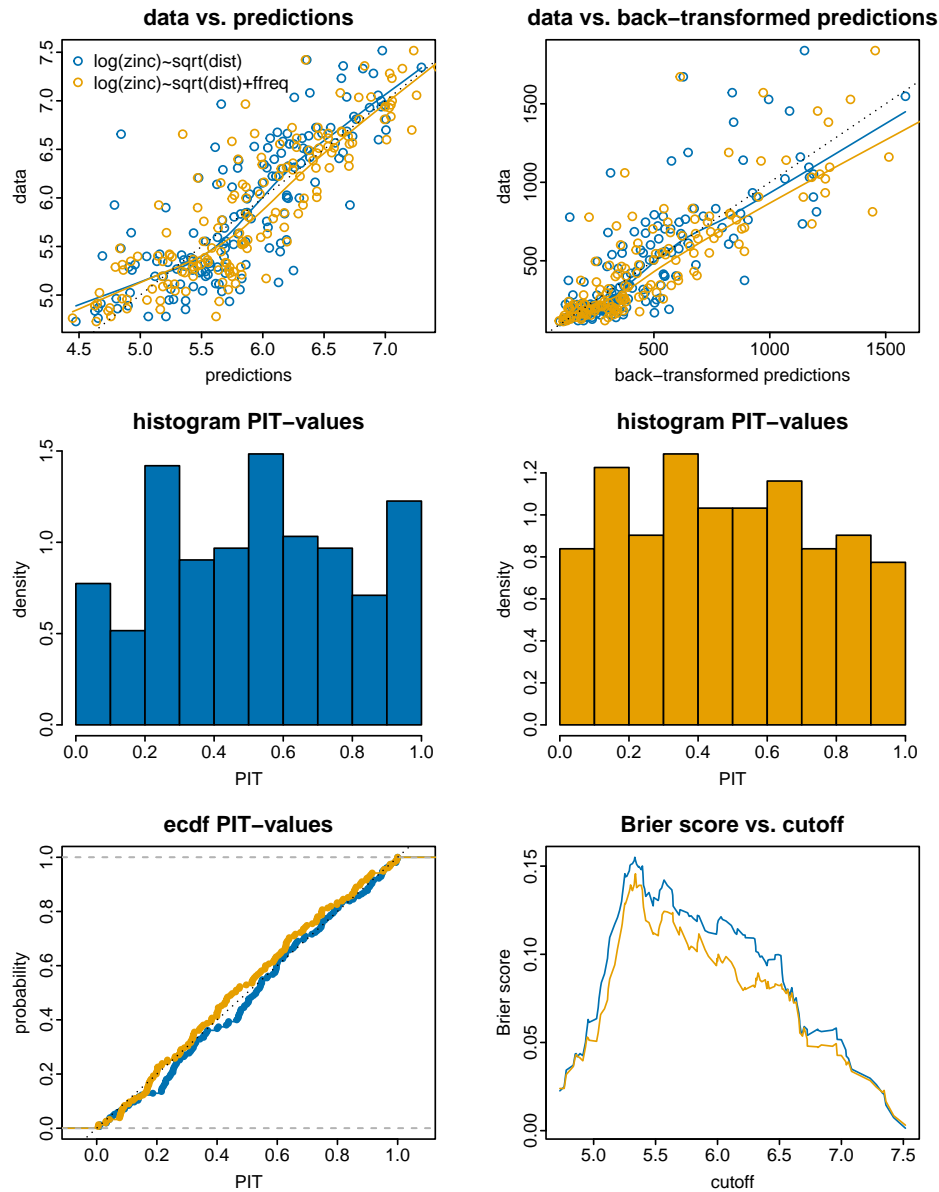 data vs. predictions
data
7.5
7.0
6.5
6.0
5.5
5.0
log(zinc)~sqrt(dist)
log(zinc)~sqrt(dist)+ffreq
4.5 5.0 5.5 6.0 6.5 7.0
predictions
data vs. back−transformed predictions
data
1500
1000
500
500 1000 1500
back−transformed predictions
histogram PIT−values
density
1.5
1.0
0.5
0.0
0.0 0.2 0.4 0.6 0.8 1.0
PIT
histogram PIT−values
density
1.2
0.8
0.6
0.4
0.2
0.0
0.0 0.2 0.4 0.6 0.8 1.0
PIT
ecdf PIT−values
probability
1.0
0.8
0.6
0.4
0.2
0.0
0.0 0.2 0.4 0.6 0.8 1.0
PIT
Brier score vs. cutoff
Brier score
0.15
0.10
0.05
0.00
5.0 5.5 6.0 6.5 7.0 7.5
cutoff